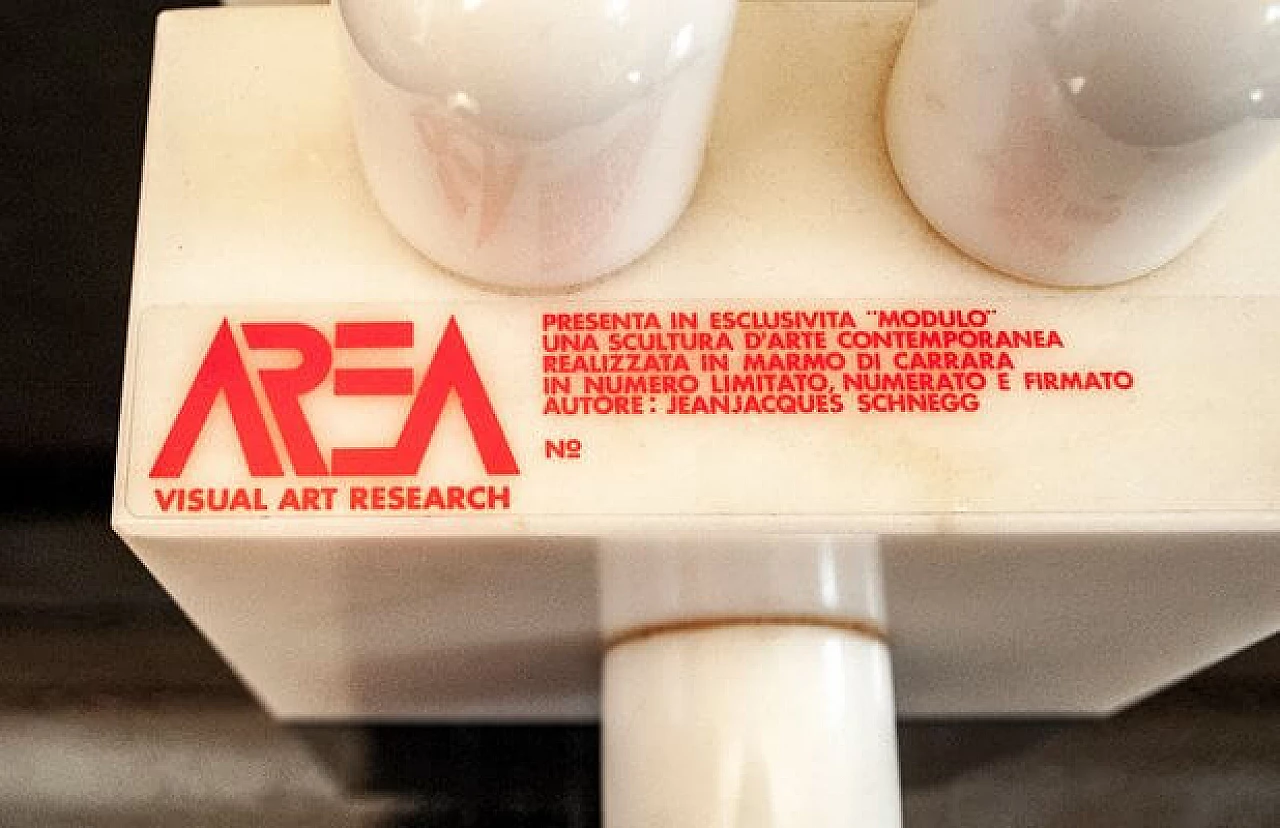 AREA
VISUAL ART RESEARCH
PRESENTA IN ESCLUSIVITA "MODULO"
UNA SCULTURA D'ARTE CONTEMPORANEA
REALIZZATA IN MARMO DI CARRARA
IN NUMERO LIMITATO, NUMERATO E FIRMATO
AUTORE: JEANJACQUES SCHNEGG
Nº